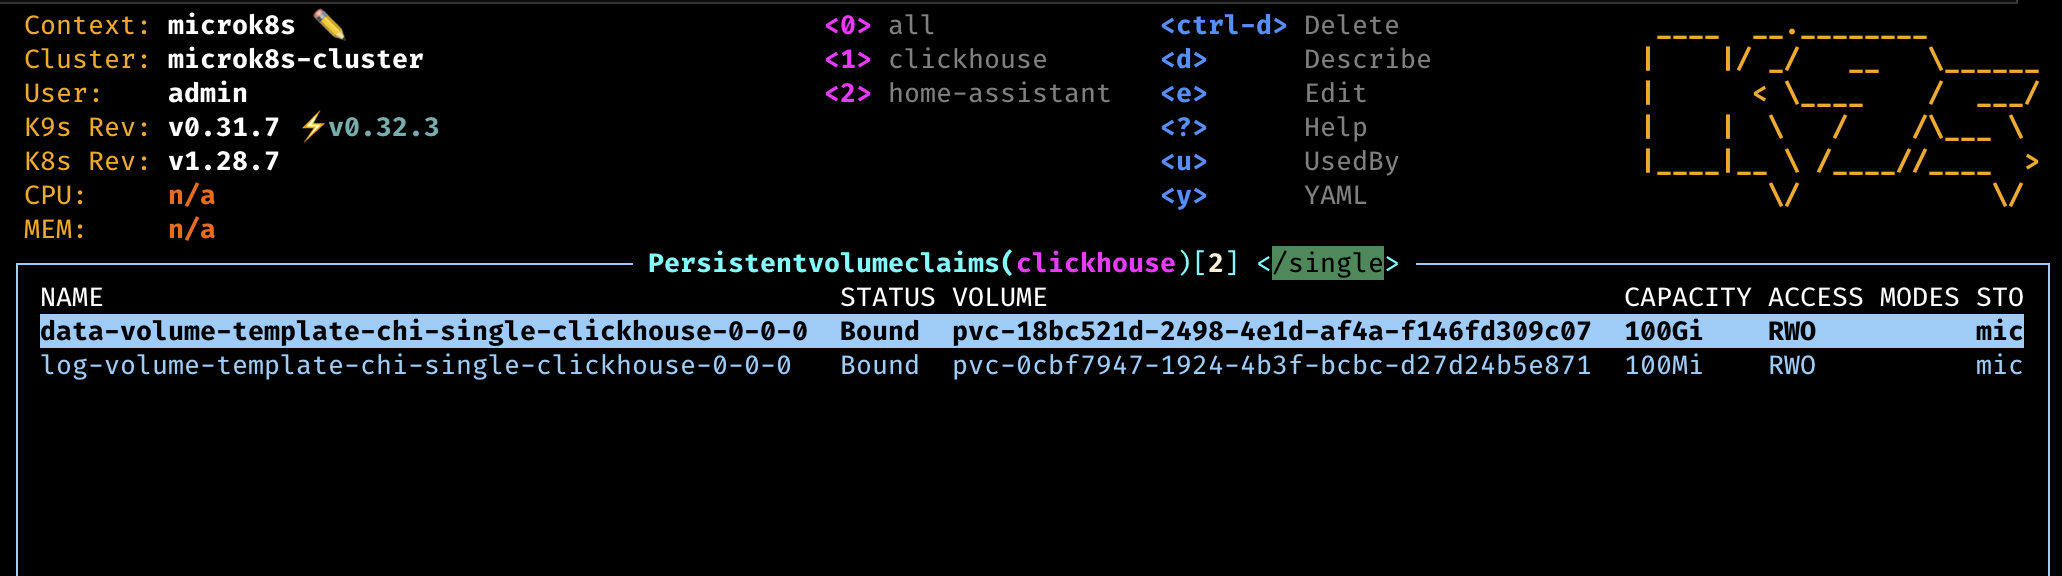 Context: microk8s ✏️
Cluster: microk8s-cluster
User: admin
K9s Rev: v0.31.7 ⚡v0.32.3
K8s Rev: v1.28.7
CPU: n/a
MEM: n/a
<0> all
<1> clickhouse
<2> home-assistant
<ctrl-d> Delete
<d> Describe
<e> Edit
<?> Help
<u> UsedBy
<y> YAML
Persistentvolumeclaims(clickhouse)[2] </single>
NAME STATUS VOLUME CAPACITY ACCESS MODES STO
data-volume-template-chi-single-clickhouse-0-0-0 Bound pvc-18bc521d-2498-4e1d-af4a-f146fd309c07 100Gi RWO mic
log-volume-template-chi-single-clickhouse-0-0-0 Bound pvc-0cbf7947-1924-4b3f-bcbc-d27d24b5e871 100Mi RWO mic